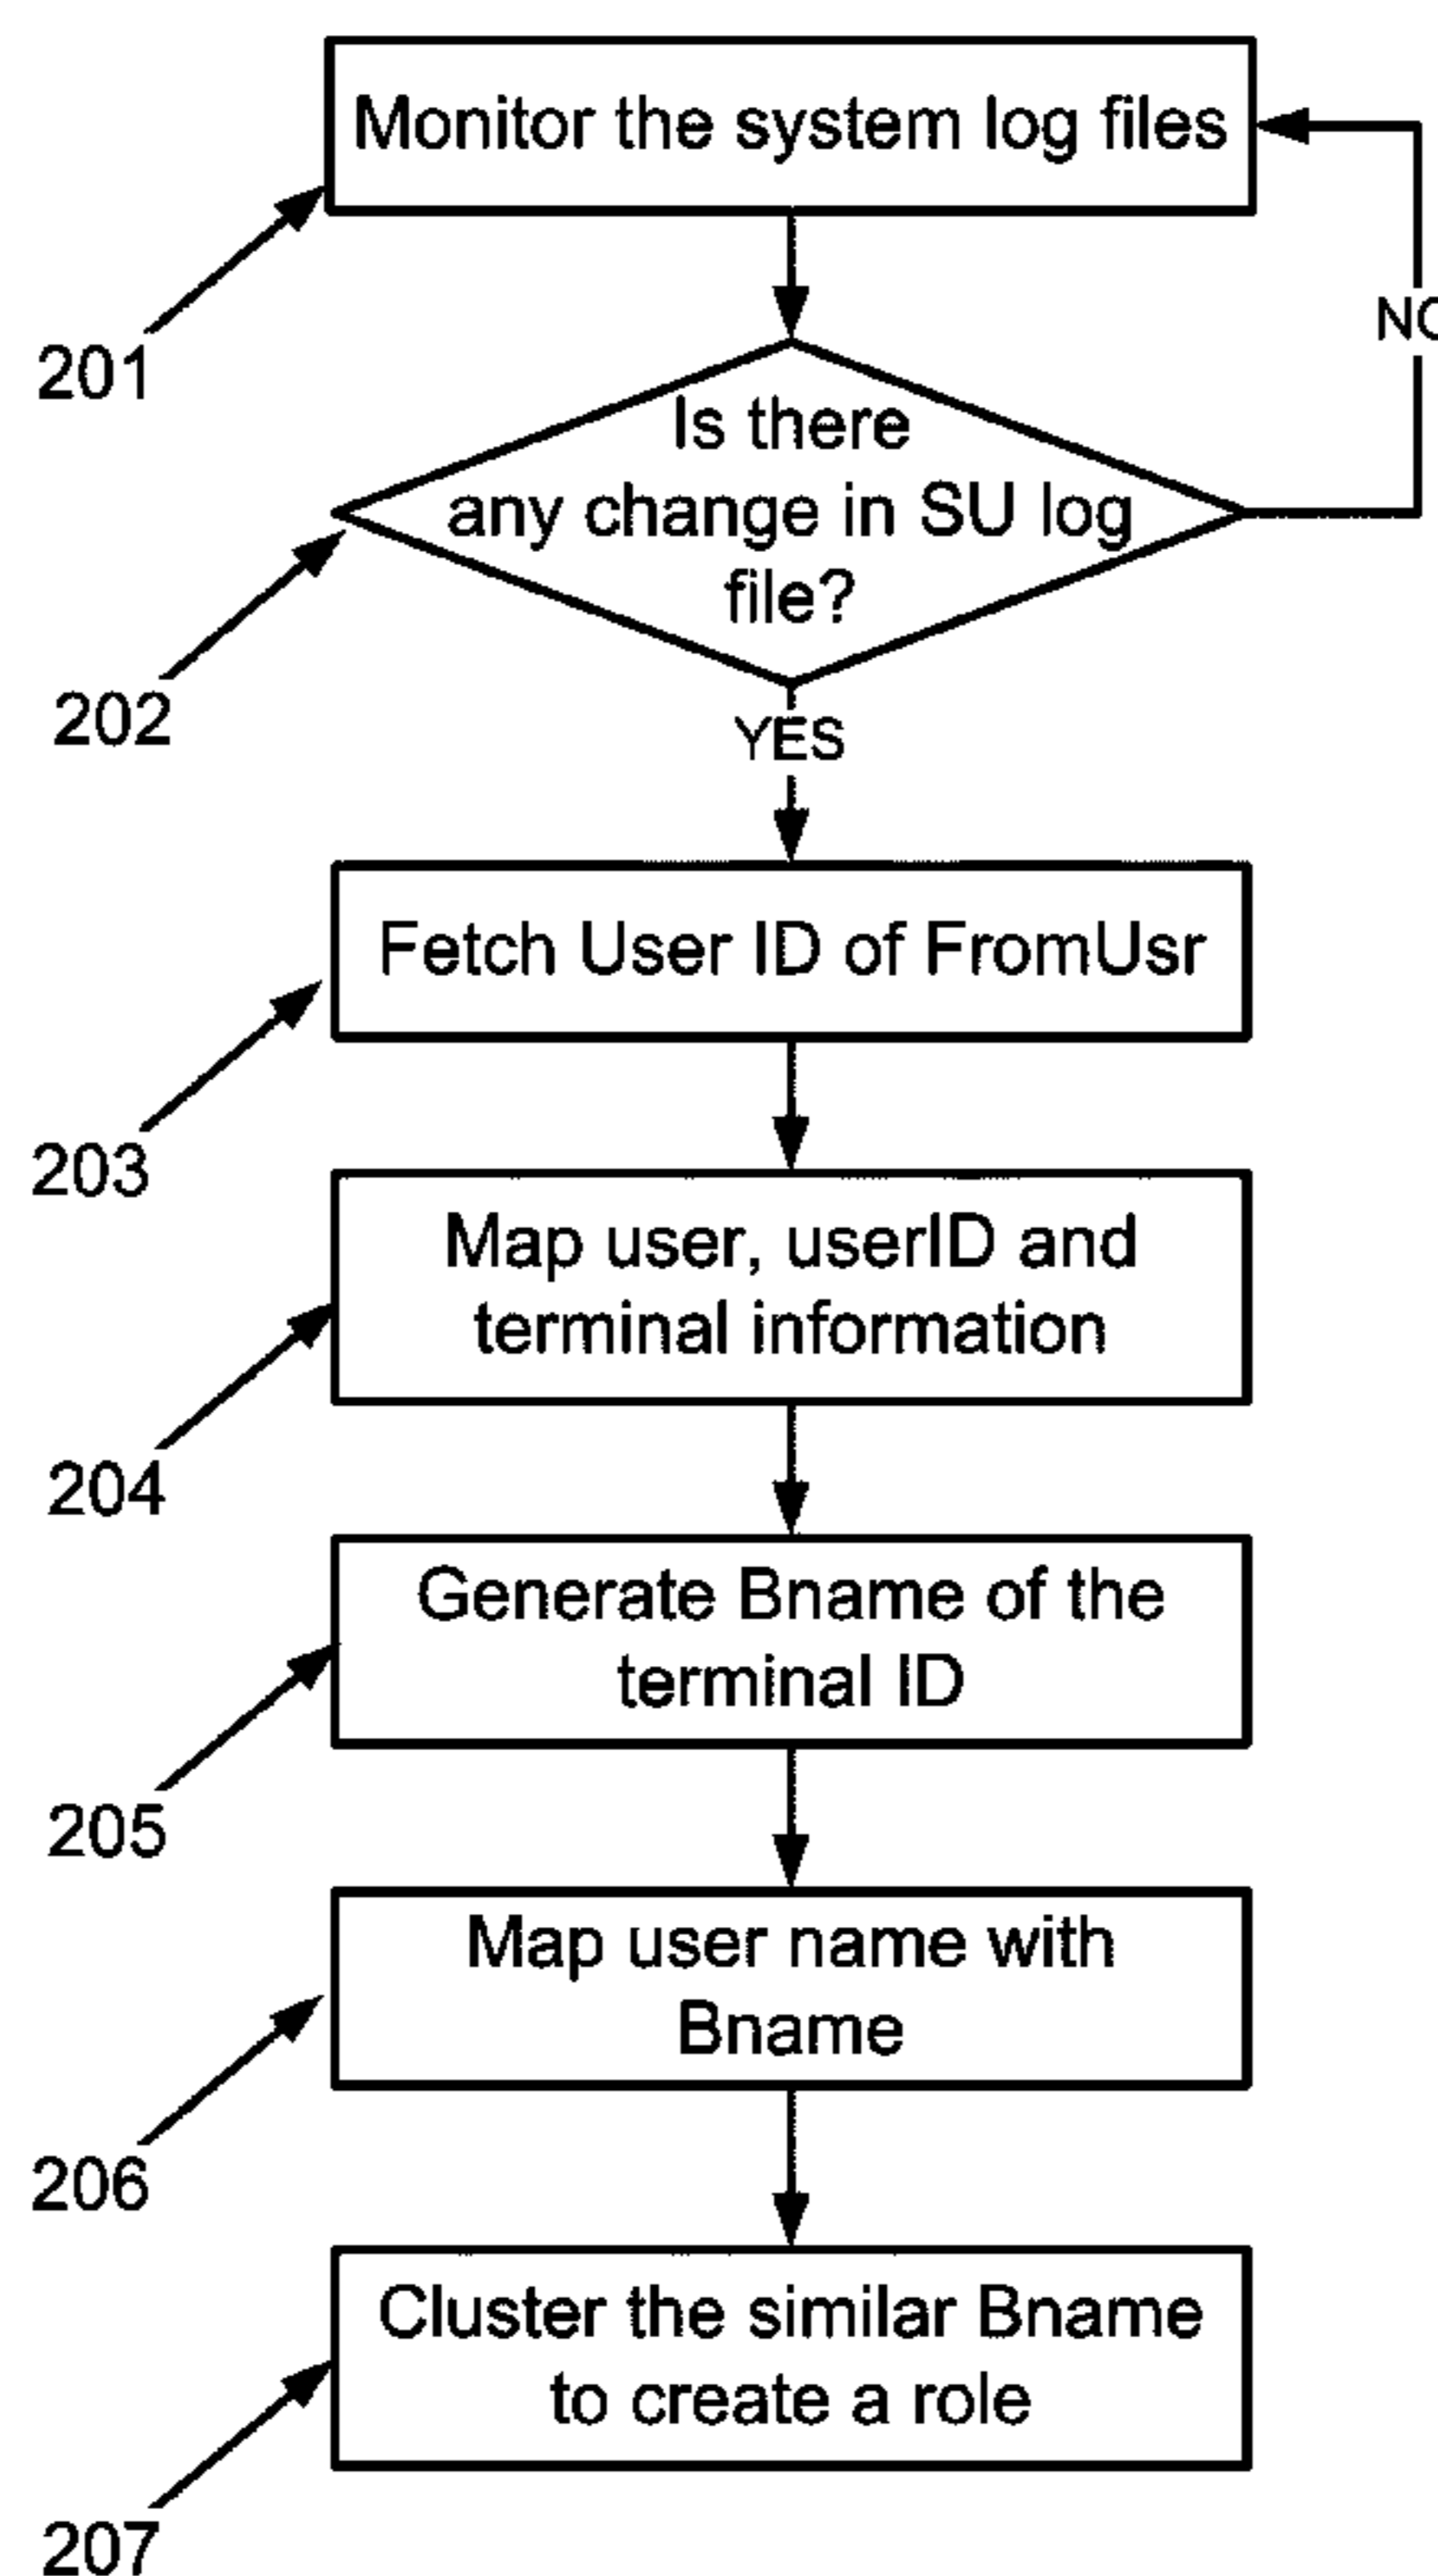 Monitor the system log files
201
Is there
any change in SU log
file?
202
YES
Fetch User ID of FromUsr
203
Map user, userID and
terminal information
204
Generate Bname of the
terminal ID
205
Map user name with
Bname
206
Cluster the similar Bname
to create a role
207